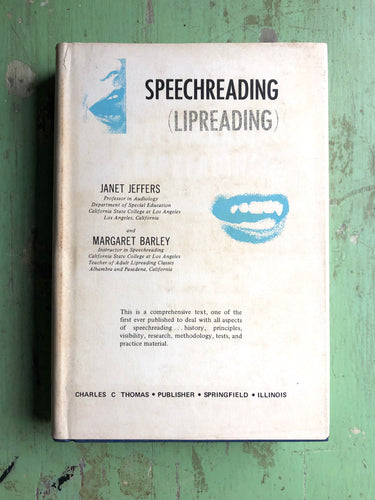 SPEECHREADING
(LIPREADING)
JANET JEFFERS
Professor in Audiology
Department of Special Education
California State College at Los Angeles
Los Angeles, California
and
MARGARET BARLEY
Instructor in Speechreading
California State College at Los Angeles
Teacher of Adult Lipreading Classes
Alhambra and Pasadena, California
This is a comprehensive text, one of the
first ever published to deal with all aspects
of speechreading . . . history, principles,
visibility, research, methodology, tests, and
practice material.
CHARLES C THOMAS • PUBLISHER • SPRINGFIELD • ILLINOIS